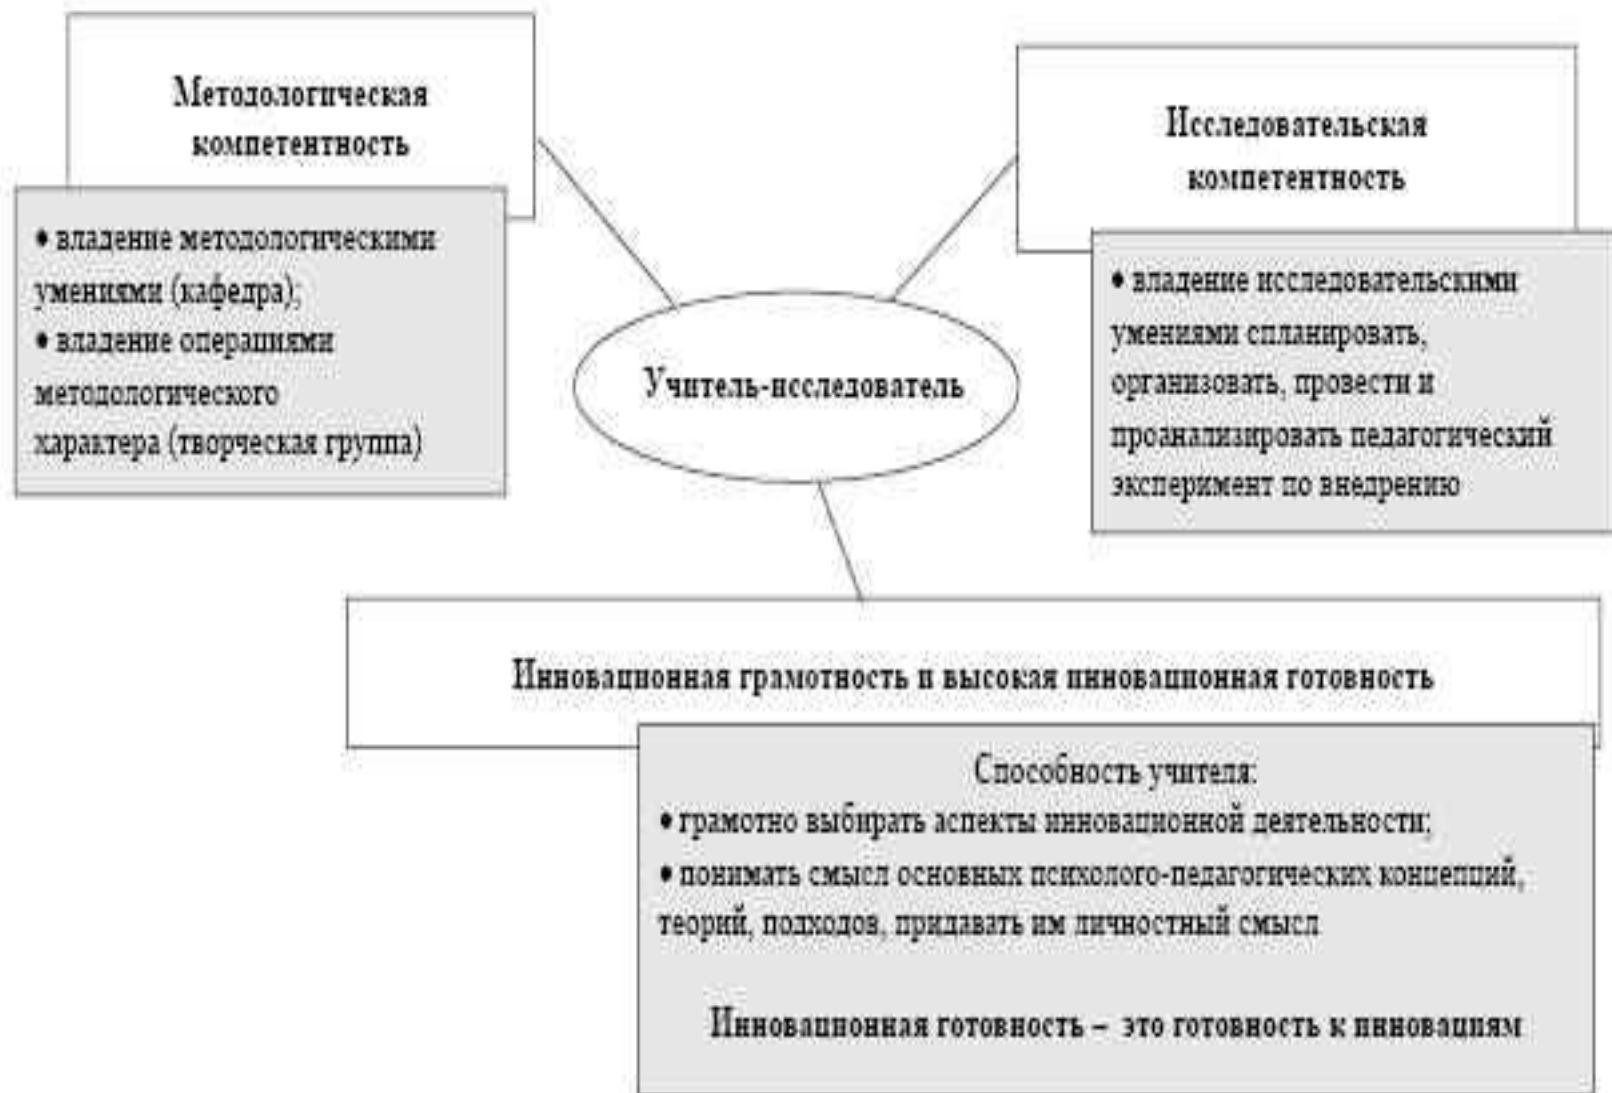 Методологическая
компетентность
• владение методологическими
умениями (кафедра);
• владение операциями
методологического
характера (творческая группа)
Исследовательская
компетентность
• владение исследовательскими
умениями спланировать,
организовать, провести и
проанализировать педагогический
эксперимент по внедрению
Учитель-исследователь
Инновационная грамотность и высокая инновационная готовность
Способность учителя:
• грамотно выбирать аспекты инновационной деятельности;
• понимать смысл основных психолого-педагогических концепций,
теорий, подходов, придавать им личностный смысл
Инновационная готовность – это готовность к инновациям